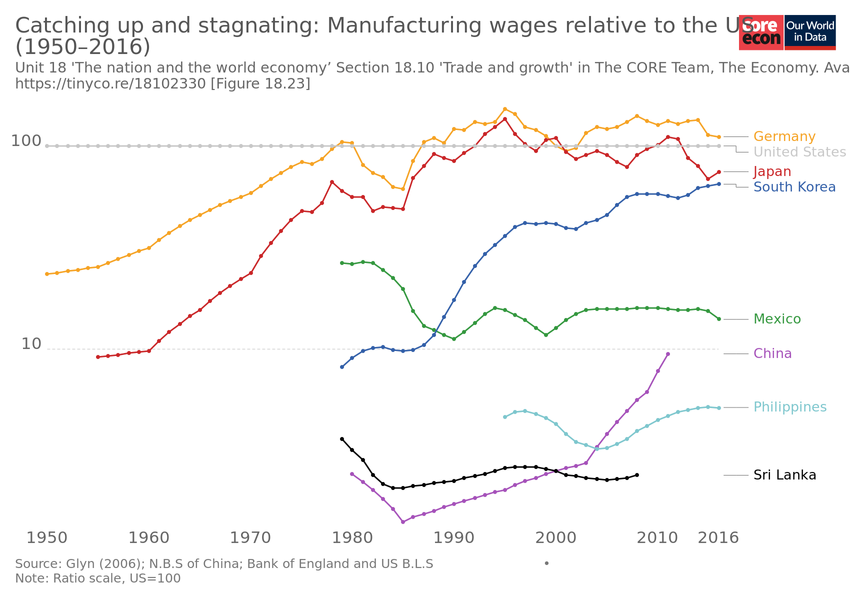 Catching up and stagnating: Manufacturing wages relative to the US
(1950–2016)
core
econ
Our World
in Data
Unit 18 'The nation and the world economy’ Section 18.10 'Trade and growth' in The CORE Team, The Economy. Ava
https://tinyco.re/18102330 [Figure 18.23]
100
10
Germany
United States
Japan
South Korea
Mexico
China
Philippines
Sri Lanka
1950 1960 1970 1980 1990 2000 2010 2016
Source: Glyn (2006); N.B.S of China; Bank of England and US B.L.S
Note: Ratio scale, US=100